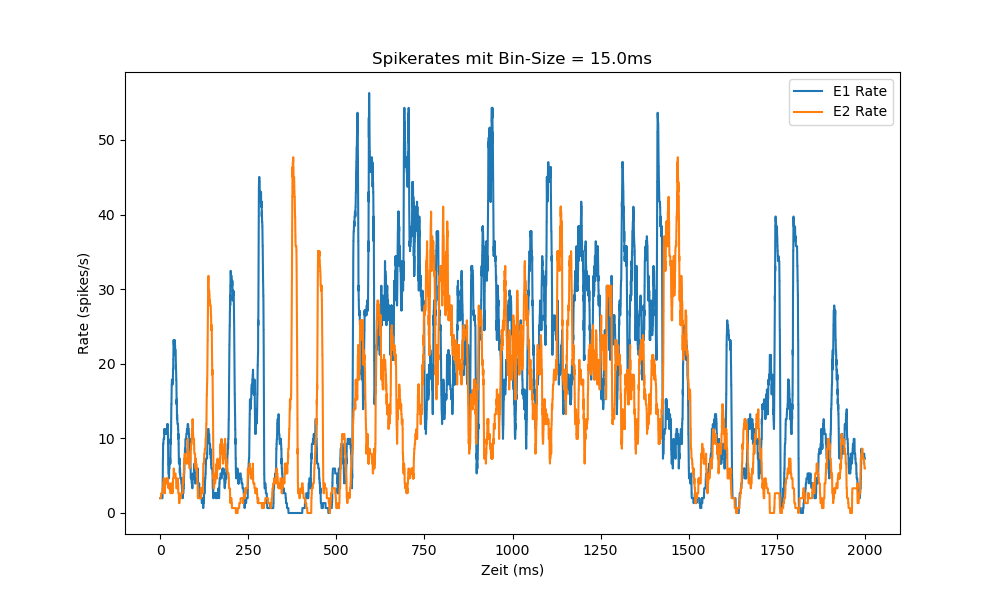 Spikerates mit Bin-Size = 15.0ms
E1 Rate
E2 Rate
Rate (spikes/s)
50
40
30
20
10
0
0 250 500 750 1000 1250 1500 1750 2000
Zeit (ms)